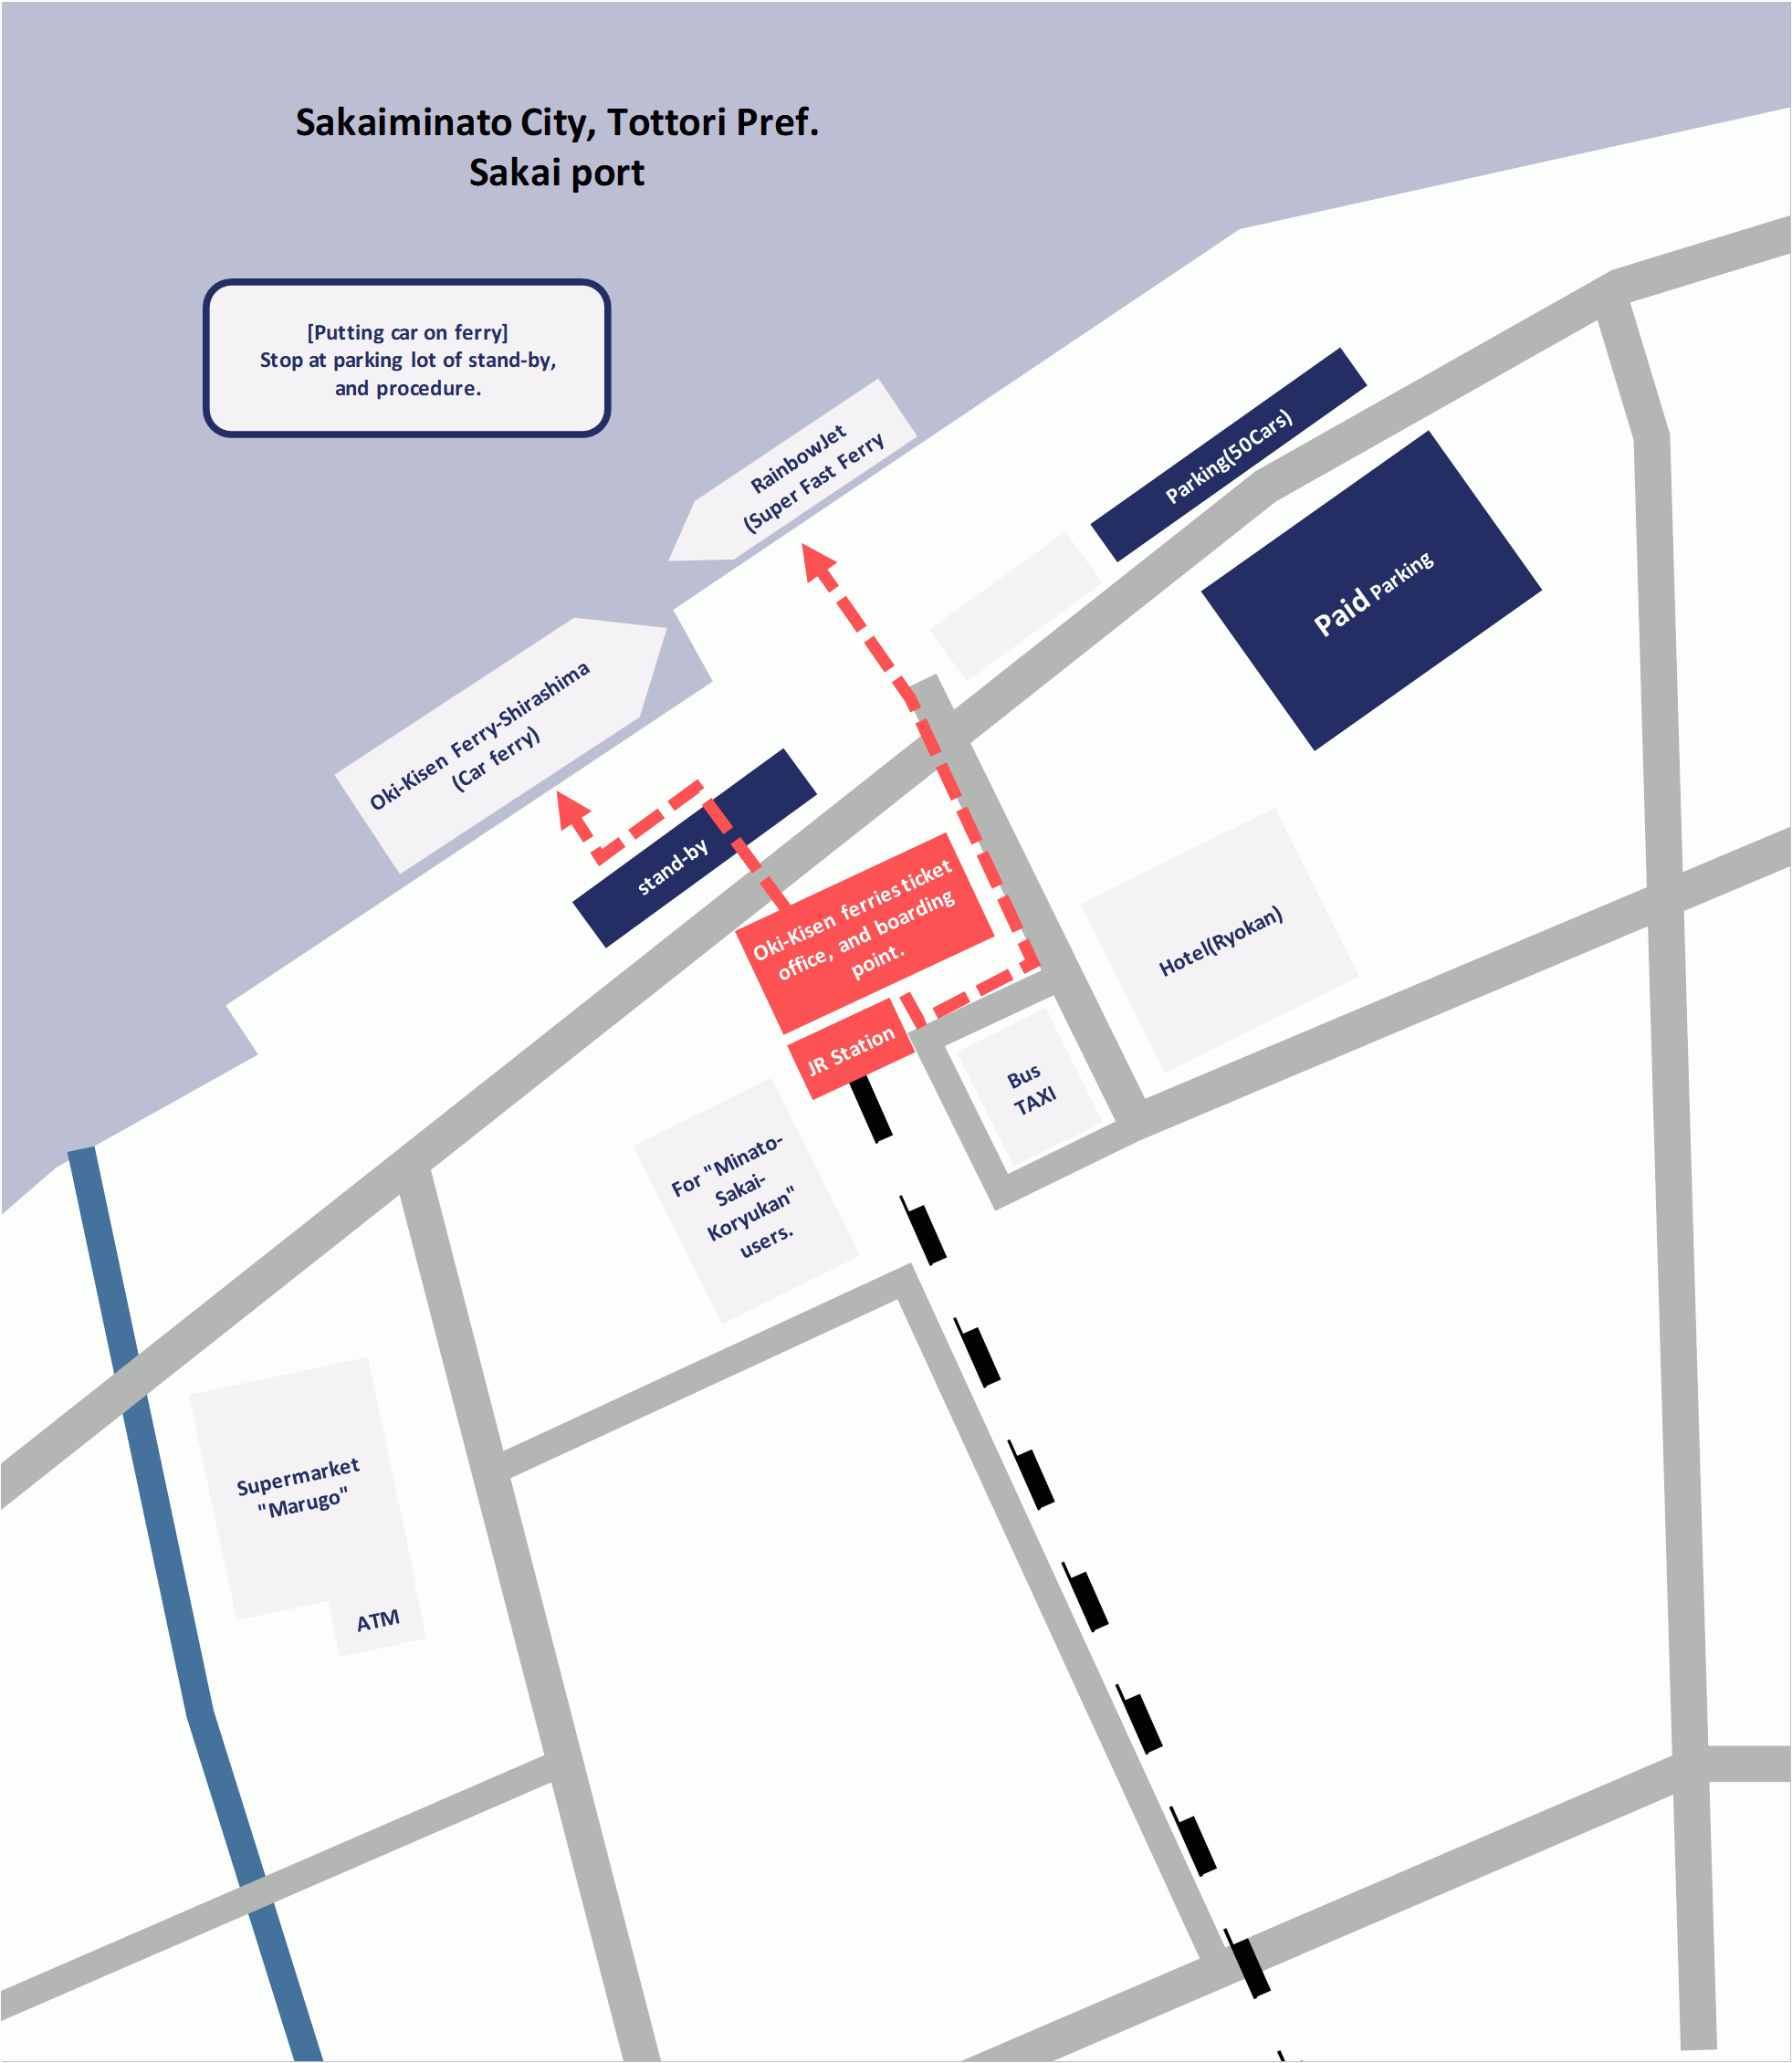 Sakaiminato City, Tottori Pref.
Sakai port
[Putting car on ferry]
Stop at parking lot of stand-by,
and procedure.
RainbowJet
(Super Fast Ferry
Parking(50Cars)
Paid Parking
Oki-Kisen Ferry-Shirashima
(Car ferry)
stand-by
Oki-Kisen ferries ticket
office, and boarding
point.
Hotel(Ryokan)
JR Station
Bus
TAXI
For "Minato-
Sakai-
Koryukan"
users.
Supermarket
"Marugo"
ATM